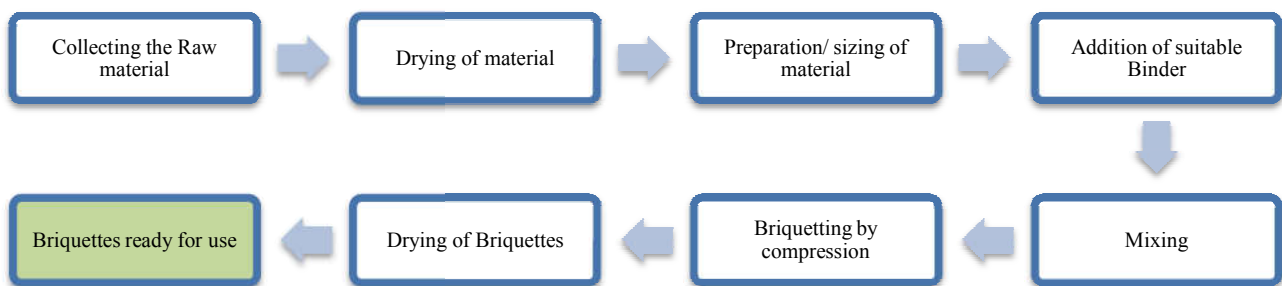 Collecting the Raw
material
Drying of material
Preparation/ sizing of
material
Addition of suitable
Binder
Mixing
Briquetting by
compression
Drying of Briquettes
Briquettes ready for use